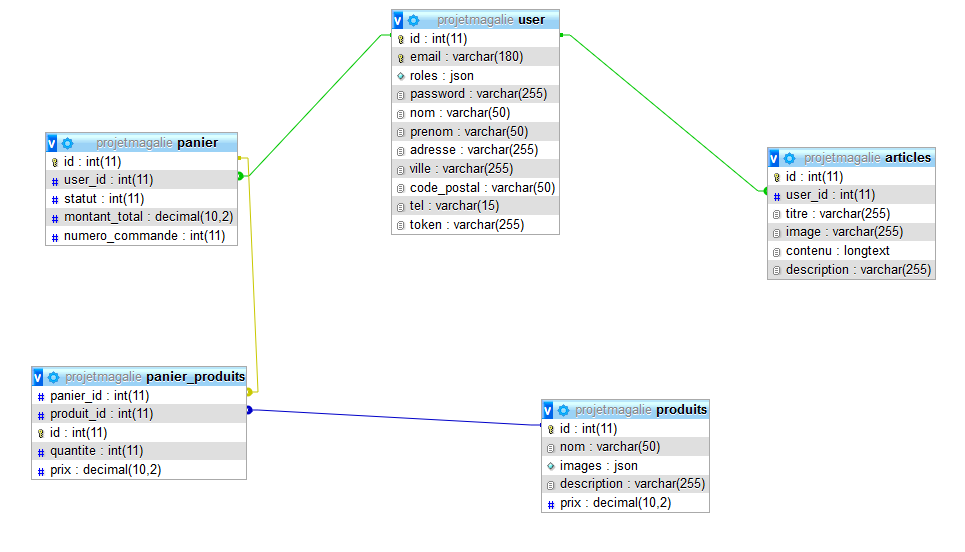 v projetmagalie user
id : int(11)
email : varchar(180)
roles : json
password : varchar(255)
nom : varchar(50)
prenom : varchar(50)
adresse : varchar(255)
ville : varchar(255)
code_postal : varchar(50)
tel : varchar(15)
token : varchar(255)
v projetmagalie panier
id : int(11)
# user_id : int(11)
# statut : int(11)
# montant_total : decimal(10,2)
# numero_commande : int(11)
v projetmagalie articles
id : int(11)
# user_id : int(11)
titre : varchar(255)
image : varchar(255)
contenu : longtext
description : varchar(255)
v projetmagalie panier_produits
# panier_id : int(11)
# produit_id : int(11)
id : int(11)
# quantite : int(11)
# prix : decimal(10,2)
v projetmagalie produits
id : int(11)
nom : varchar(50)
images : json
description : varchar(255)
# prix : decimal(10,2)